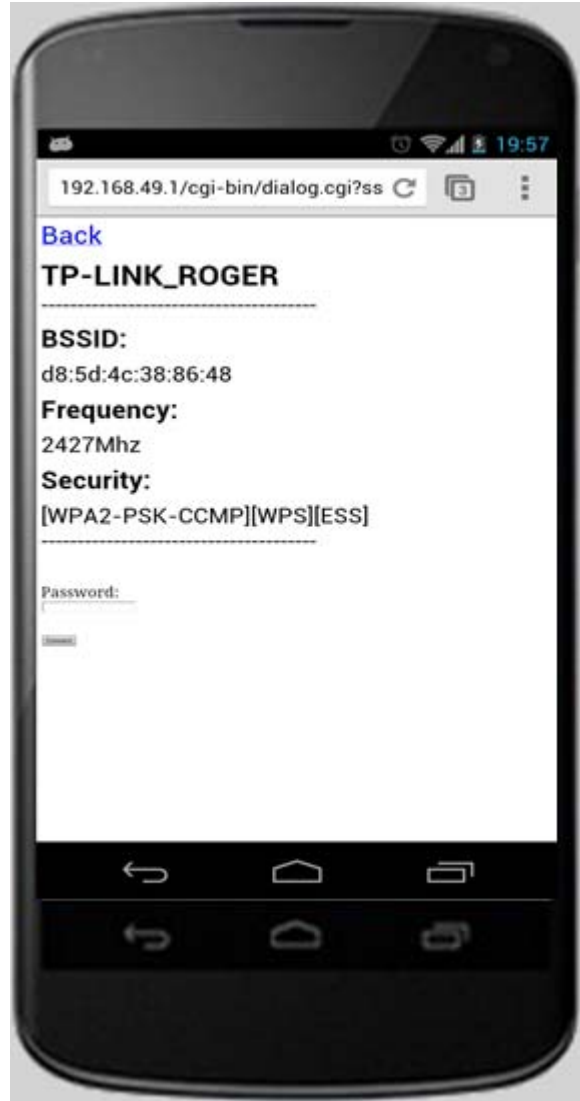 19:57
192.168.49.1/cgi-bin/dialog.cgi?ss
3
Back
TP-LINK_ROGER
--------------------------------------
BSSID:
d8:5d:4c:38:86:48
Frequency:
2427Mhz
Security:
[WPA2-PSK-CCMP][WPS][ESS]
--------------------------------------
Password: